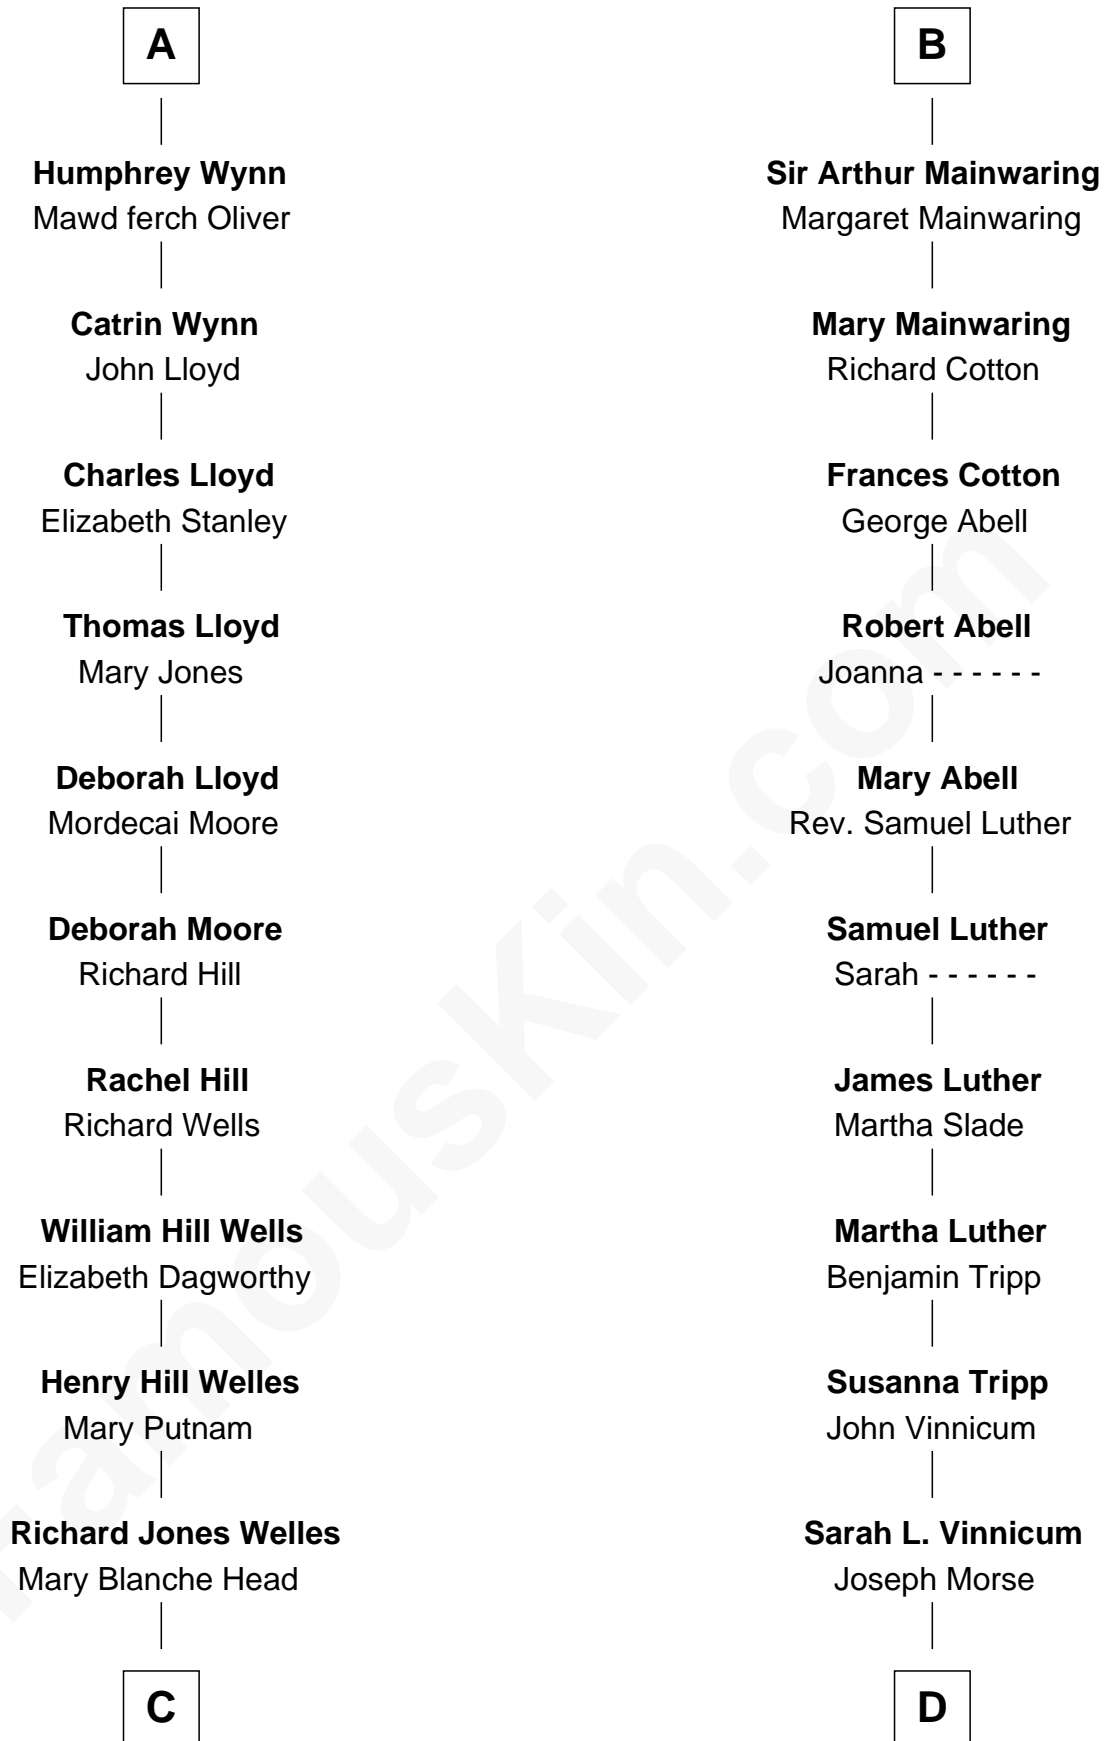 A
Humphrey Wynn
Mawd ferch Oliver
Catrin Wynn
John Lloyd
Charles Lloyd
Elizabeth Stanley
Thomas Lloyd
Mary Jones
Deborah Lloyd
Mordecai Moore
Deborah Moore
Richard Hill
Rachel Hill
Richard Wells
William Hill Wells
Elizabeth Dagworthy
Henry Hill Welles
Mary Putnam
Richard Jones Welles
Mary Blanche Head
C
B
Sir Arthur Mainwaring
Margaret Mainwaring
Mary Mainwaring
Richard Cotton
Frances Cotton
George Abell
Robert Abell
Joanna - - - - - -
Mary Abell
Rev. Samuel Luther
Samuel Luther
Sarah - - - - - -
James Luther
Martha Slade
Martha Luther
Benjamin Tripp
Susanna Tripp
John Vinnicum
Sarah L. Vinnicum
Joseph Morse
D
famouskin.com